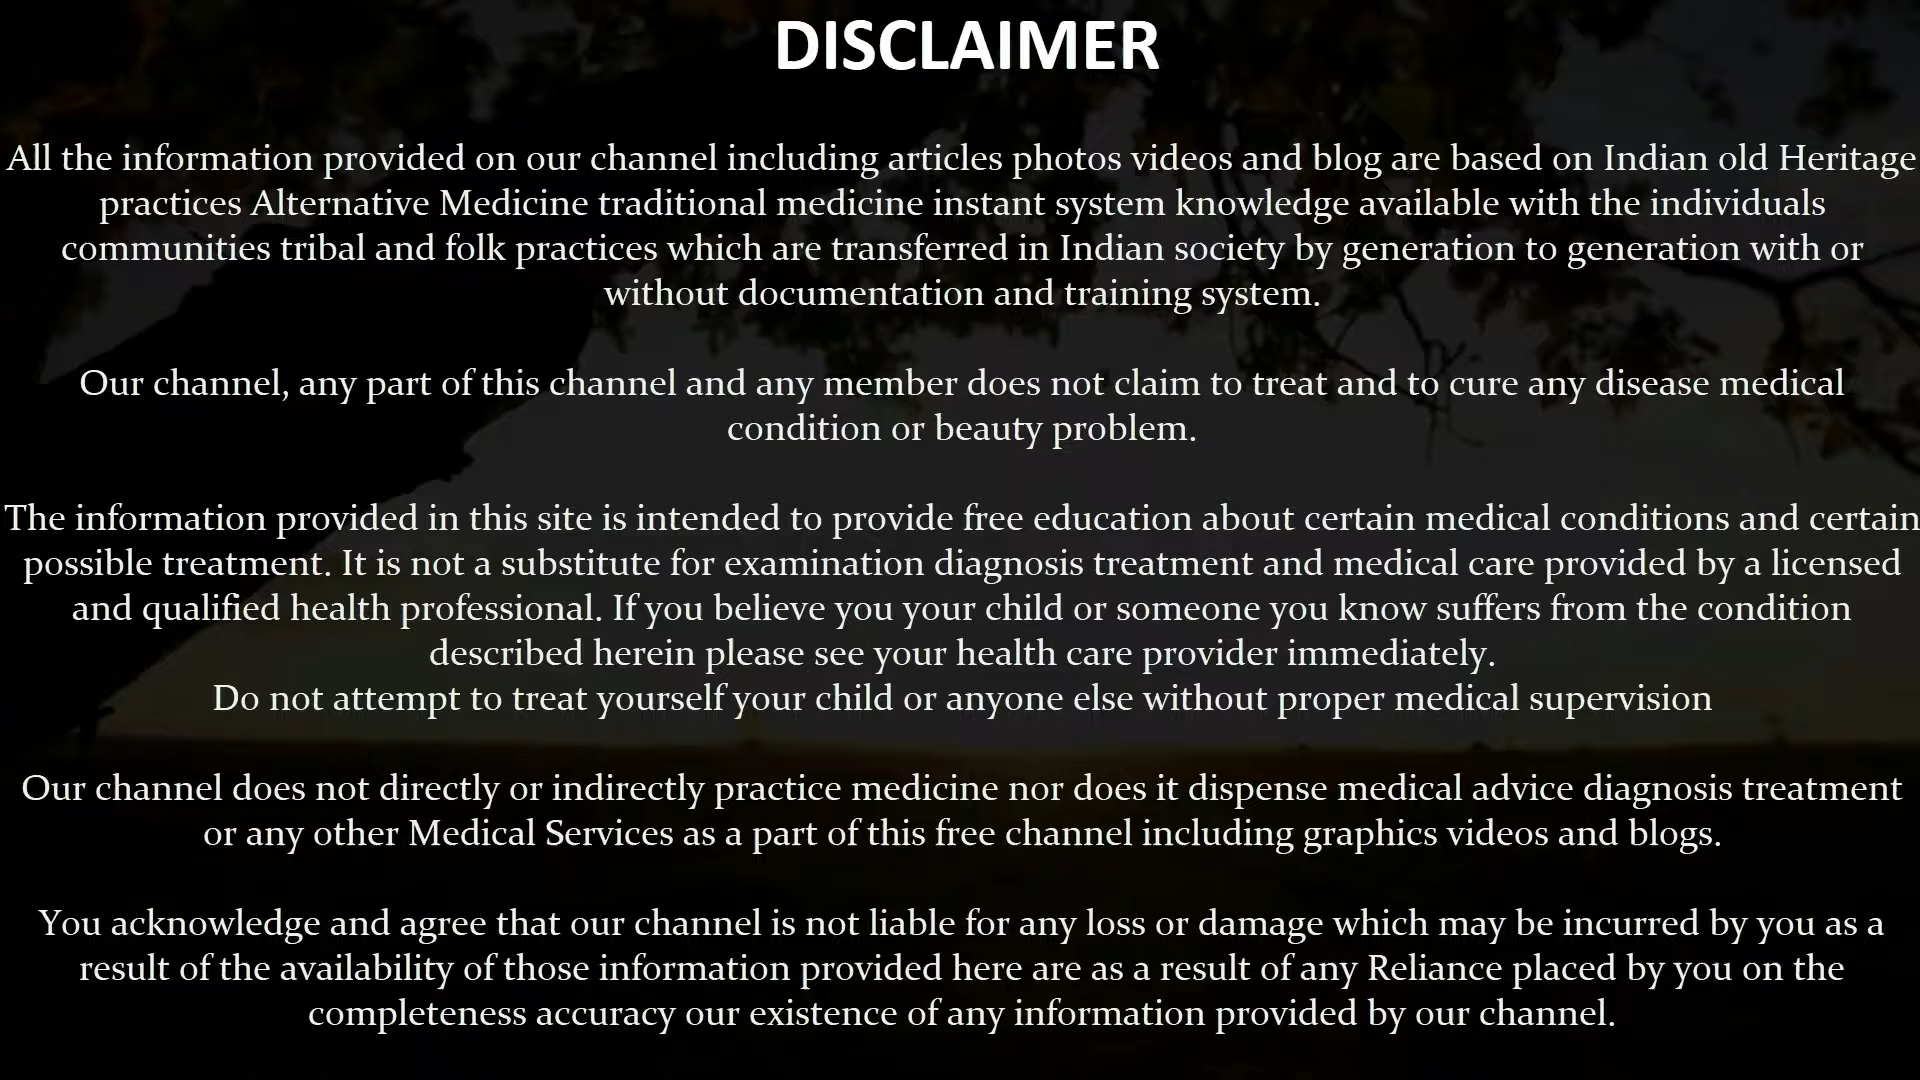 DISCLAIMER
All the information provided on our channel including articles photos videos and blog are based on Indian old Heritage
practices Alternative Medicine traditional medicine instant system knowledge available with the individuals
communities tribal and folk practices which are transferred in Indian society by generation to generation with or
without documentation and training system.
Our channel, any part of this channel and any member does not claim to treat and to cure any disease medical
condition or beauty problem.
The information provided in this site is intended to provide free education about certain medical conditions and certain
possible treatment. It is not a substitute for examination diagnosis treatment and medical care provided by a licensed
and qualified health professional. If you believe you your child or someone you know suffers from the condition
described herein please see your health care provider immediately.
Do not attempt to treat yourself your child or anyone else without proper medical supervision
Our channel does not directly or indirectly practice medicine nor does it dispense medical advice diagnosis treatment
or any other Medical Services as a part of this free channel including graphics videos and blogs.
You acknowledge and agree that our channel is not liable for any loss or damage which may be incurred by you as a
result of the availability of those information provided here are as a result of any Reliance placed by you on the
completeness accuracy our existence of any information provided by our channel.